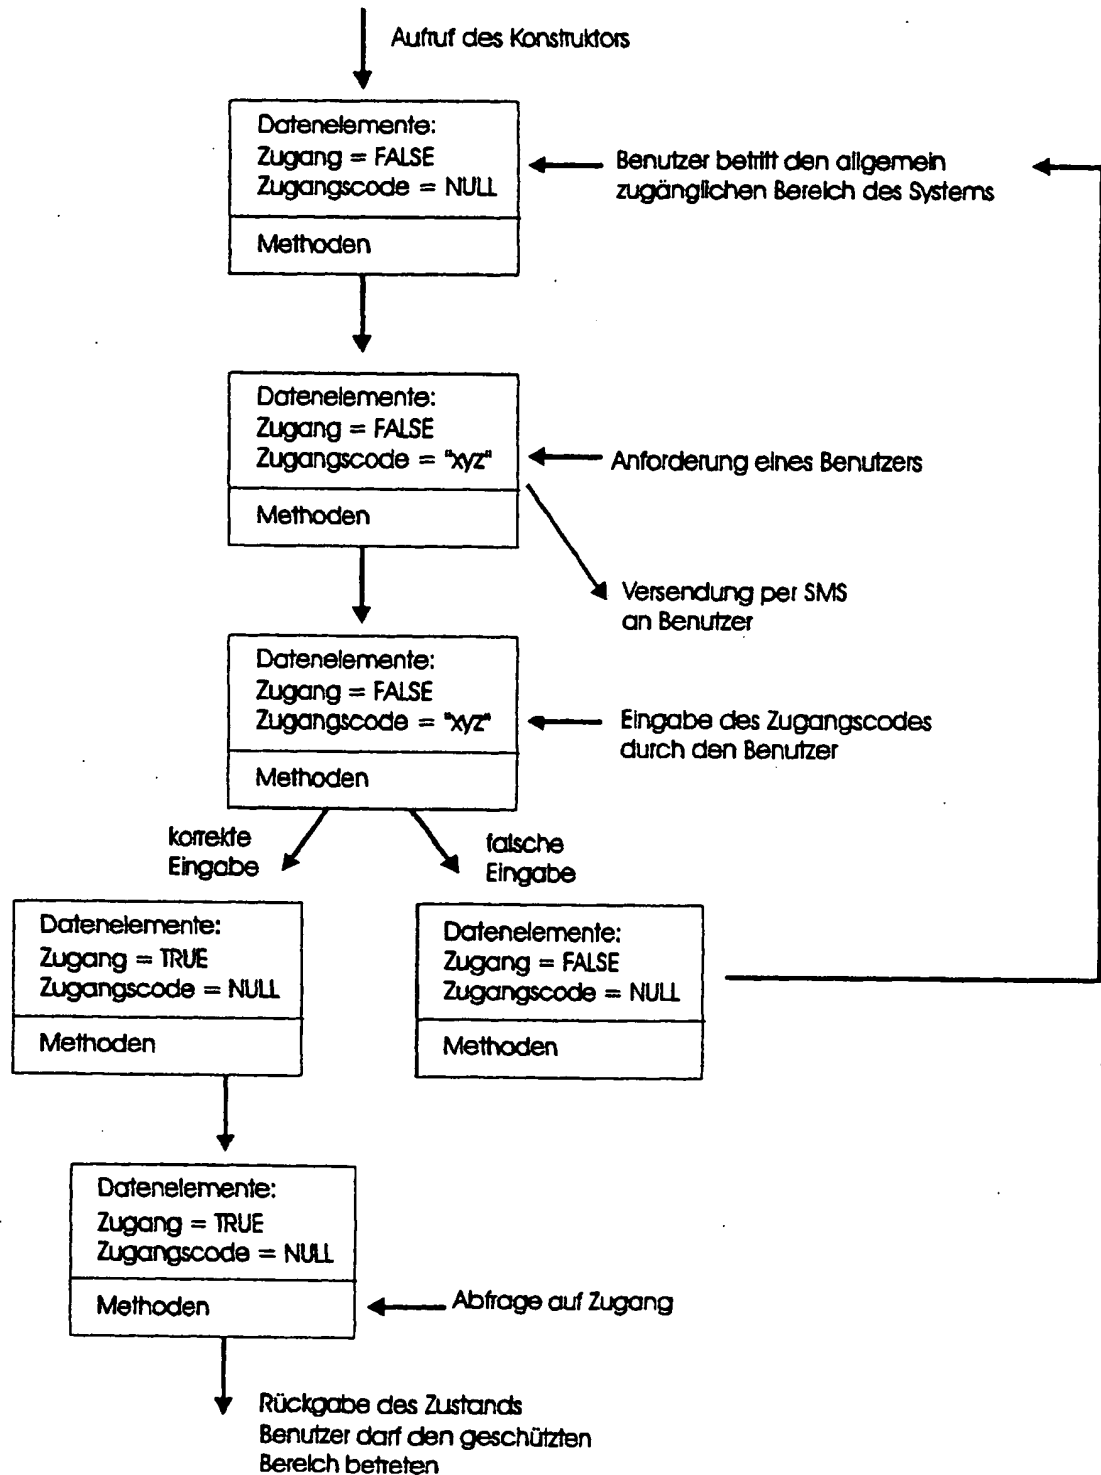 Aufruf des Konstruktors
Datenelemente:
Zugang = FALSE
Zugangscode = NULL
Methoden
Benutzer betritt den allgemein
zugänglichen Bereich des Systems
Datenelemente:
Zugang = FALSE
Zugangscode = "xyz"
Methoden
Anforderung eines Benutzers
Versendung per SMS
an Benutzer
Datenelemente:
Zugang = FALSE
Zugangscode = "xyz"
Methoden
Eingabe des Zugangscodes
durch den Benutzer
korrekte
Eingabe
falsche
Eingabe
Datenelemente:
Zugang = TRUE
Zugangscode = NULL
Methoden
Datenelemente:
Zugang = FALSE
Zugangscode = NULL
Methoden
Datenelemente:
Zugang = TRUE
Zugangscode = NULL
Methoden
Abfrage auf Zugang
Rückgabe des Zustands
Benutzer darf den geschützten
Bereich betreten